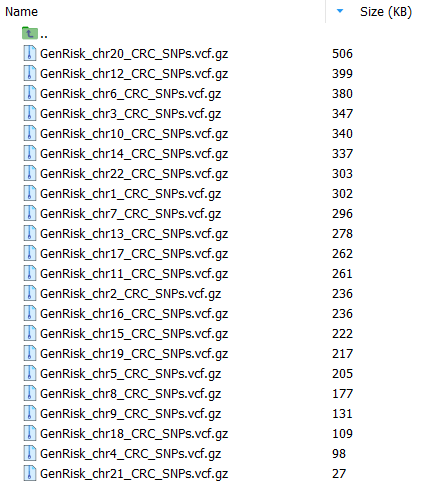 Name Size (KB)
..
GenRisk_chr20_CRC_SNPs.vcf.gz 506
GenRisk_chr12_CRC_SNPs.vcf.gz 399
GenRisk_chr6_CRC_SNPs.vcf.gz 380
GenRisk_chr3_CRC_SNPs.vcf.gz 347
GenRisk_chr10_CRC_SNPs.vcf.gz 340
GenRisk_chr14_CRC_SNPs.vcf.gz 337
GenRisk_chr22_CRC_SNPs.vcf.gz 303
GenRisk_chr1_CRC_SNPs.vcf.gz 302
GenRisk_chr7_CRC_SNPs.vcf.gz 296
GenRisk_chr13_CRC_SNPs.vcf.gz 278
GenRisk_chr17_CRC_SNPs.vcf.gz 262
GenRisk_chr11_CRC_SNPs.vcf.gz 261
GenRisk_chr2_CRC_SNPs.vcf.gz 236
GenRisk_chr16_CRC_SNPs.vcf.gz 236
GenRisk_chr15_CRC_SNPs.vcf.gz 222
GenRisk_chr19_CRC_SNPs.vcf.gz 217
GenRisk_chr5_CRC_SNPs.vcf.gz 205
GenRisk_chr8_CRC_SNPs.vcf.gz 177
GenRisk_chr9_CRC_SNPs.vcf.gz 131
GenRisk_chr18_CRC_SNPs.vcf.gz 109
GenRisk_chr4_CRC_SNPs.vcf.gz 98
GenRisk_chr21_CRC_SNPs.vcf.gz 27